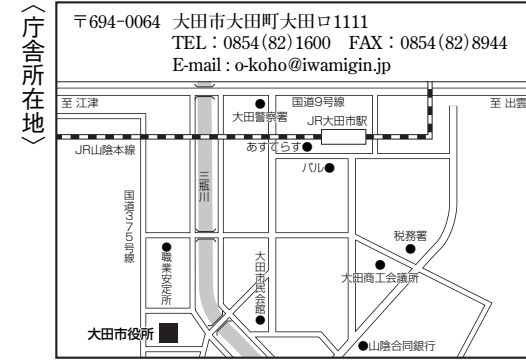 〈庁舎所在地〉
〒694-0064 大田市大田町大田ロ1111
TEL：0854(82)1600 FAX：0854(82)8944
E-mail : o-koho@iwamigin.jp
至 江津
国道9号線
至 出雲
大田警察署
JR大田市駅
あすてらす
JR山陰本線
パル
三瓶川
国道375号線
職業安定所
大田市民会館
税務署
大田商工会議所
大田市役所
山陰合同銀行